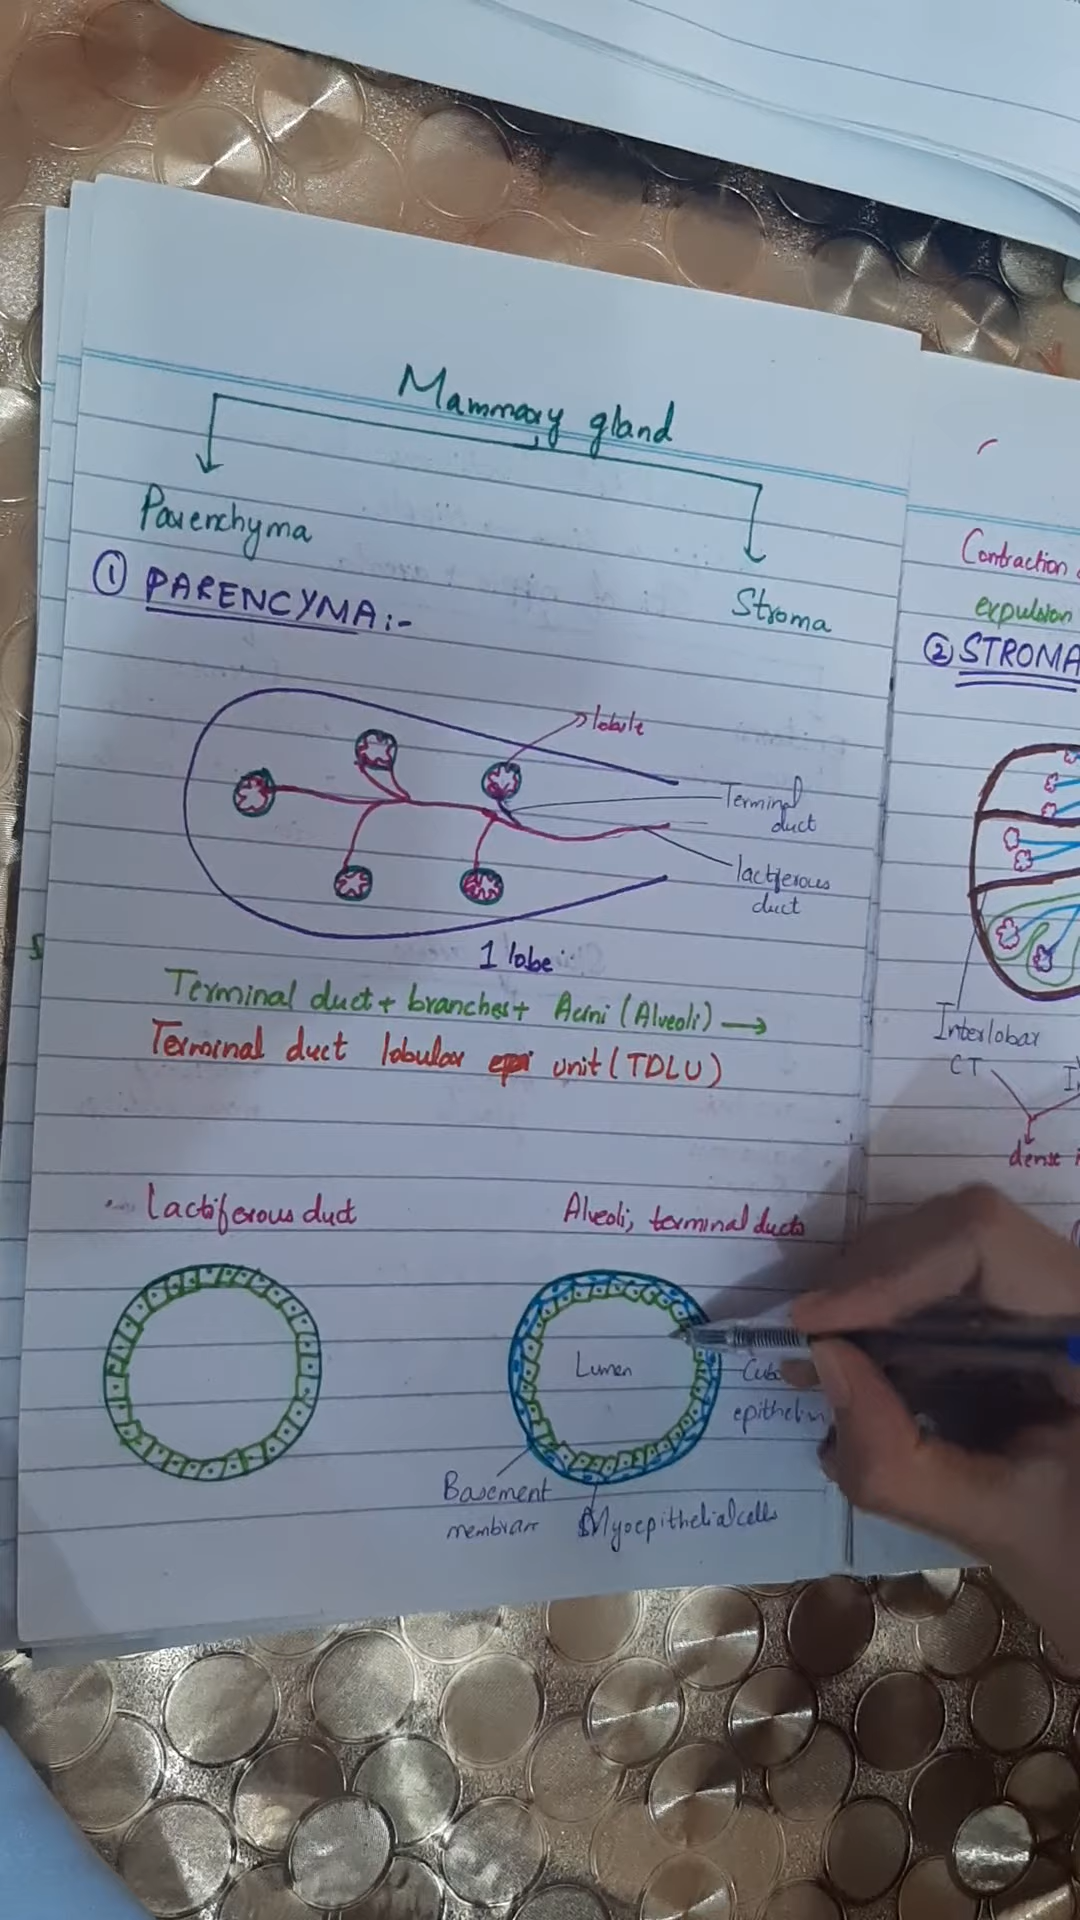 Mammary gland
Parenchyma
Stroma
① PARENCYMA:-
lobule
Terminal
duct
lactiferous
duct
1 lobe
Terminal duct + branches + Acini (Alveoli) →
Terminal duct lobular unit (TDLU)
Lactiferous duct
Alveoli, terminal ducts
Lumen
epithelium
Basement
membran
Myoepithelial cells
Contraction
expulsion
② STROMA
Interlobar
CT
dense